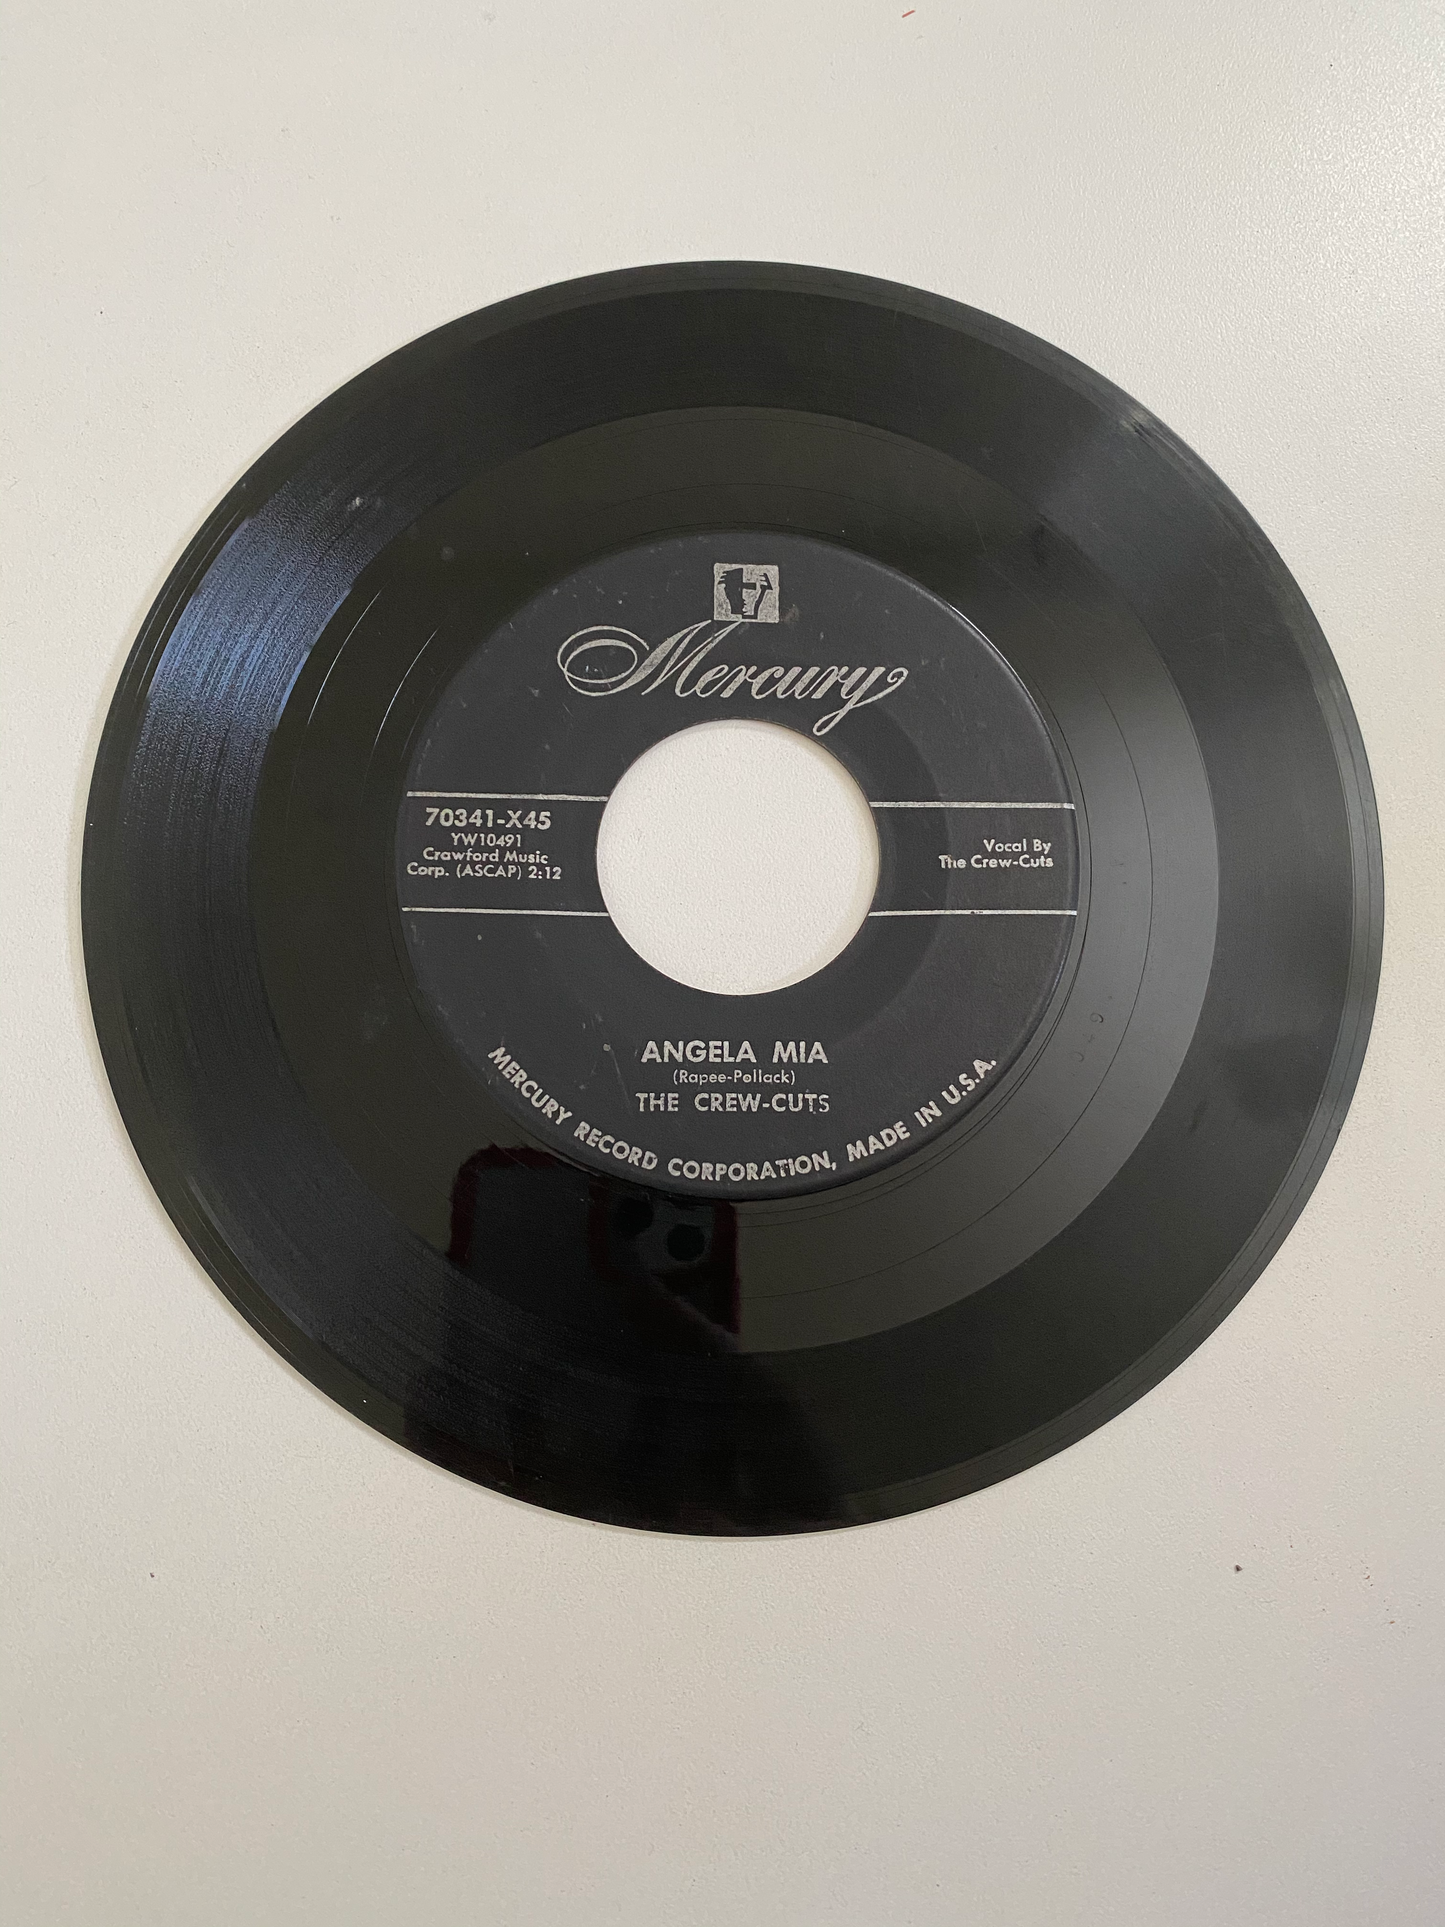 Mercury
70341-X45
YW10491
Crawford Music
Corp. (ASCAP) 2:12
Vocal By
The Crew-Cuts
ANGELA MIA
(Rapee-Pollack)
THE CREW-CUTS
MERCURY RECORD CORPORATION, MADE IN U.S.A.